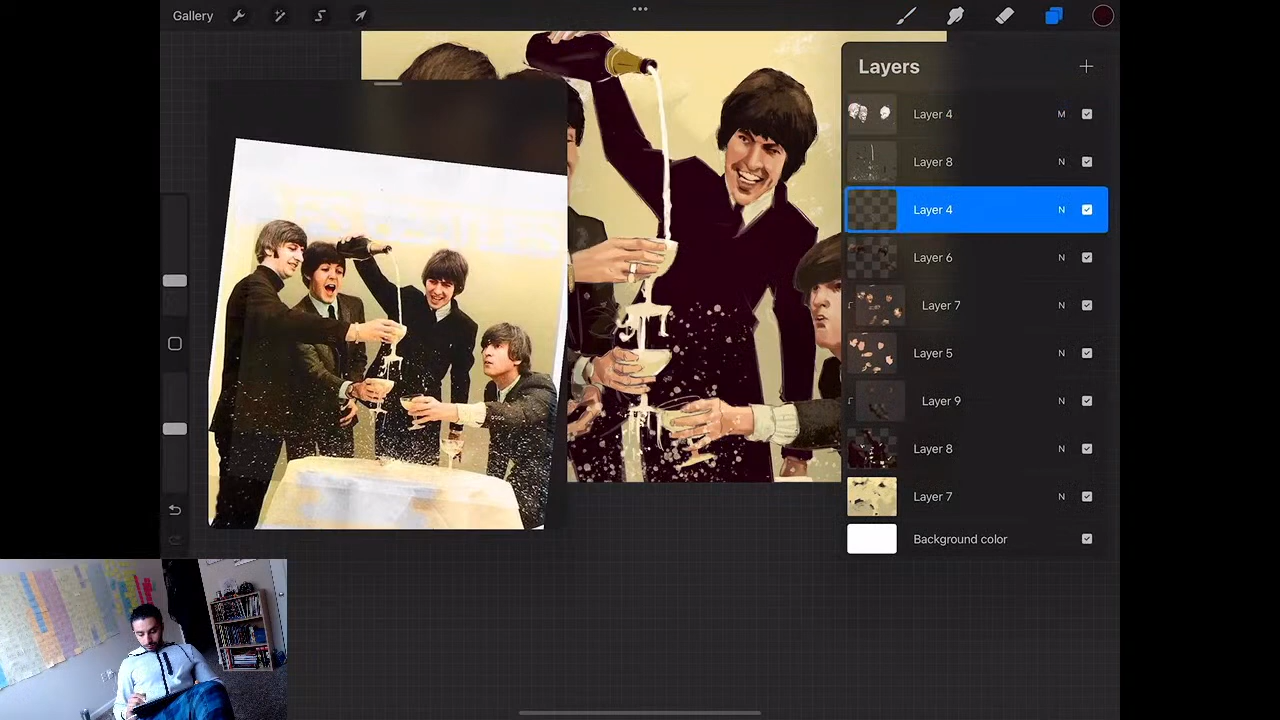 Gallery
Layers
Layer 4 M
Layer 8 N
Layer 4 N
Layer 6 N
Layer 7 N
Layer 5 N
Layer 9 N
Layer 8 N
Layer 7 N
Background color